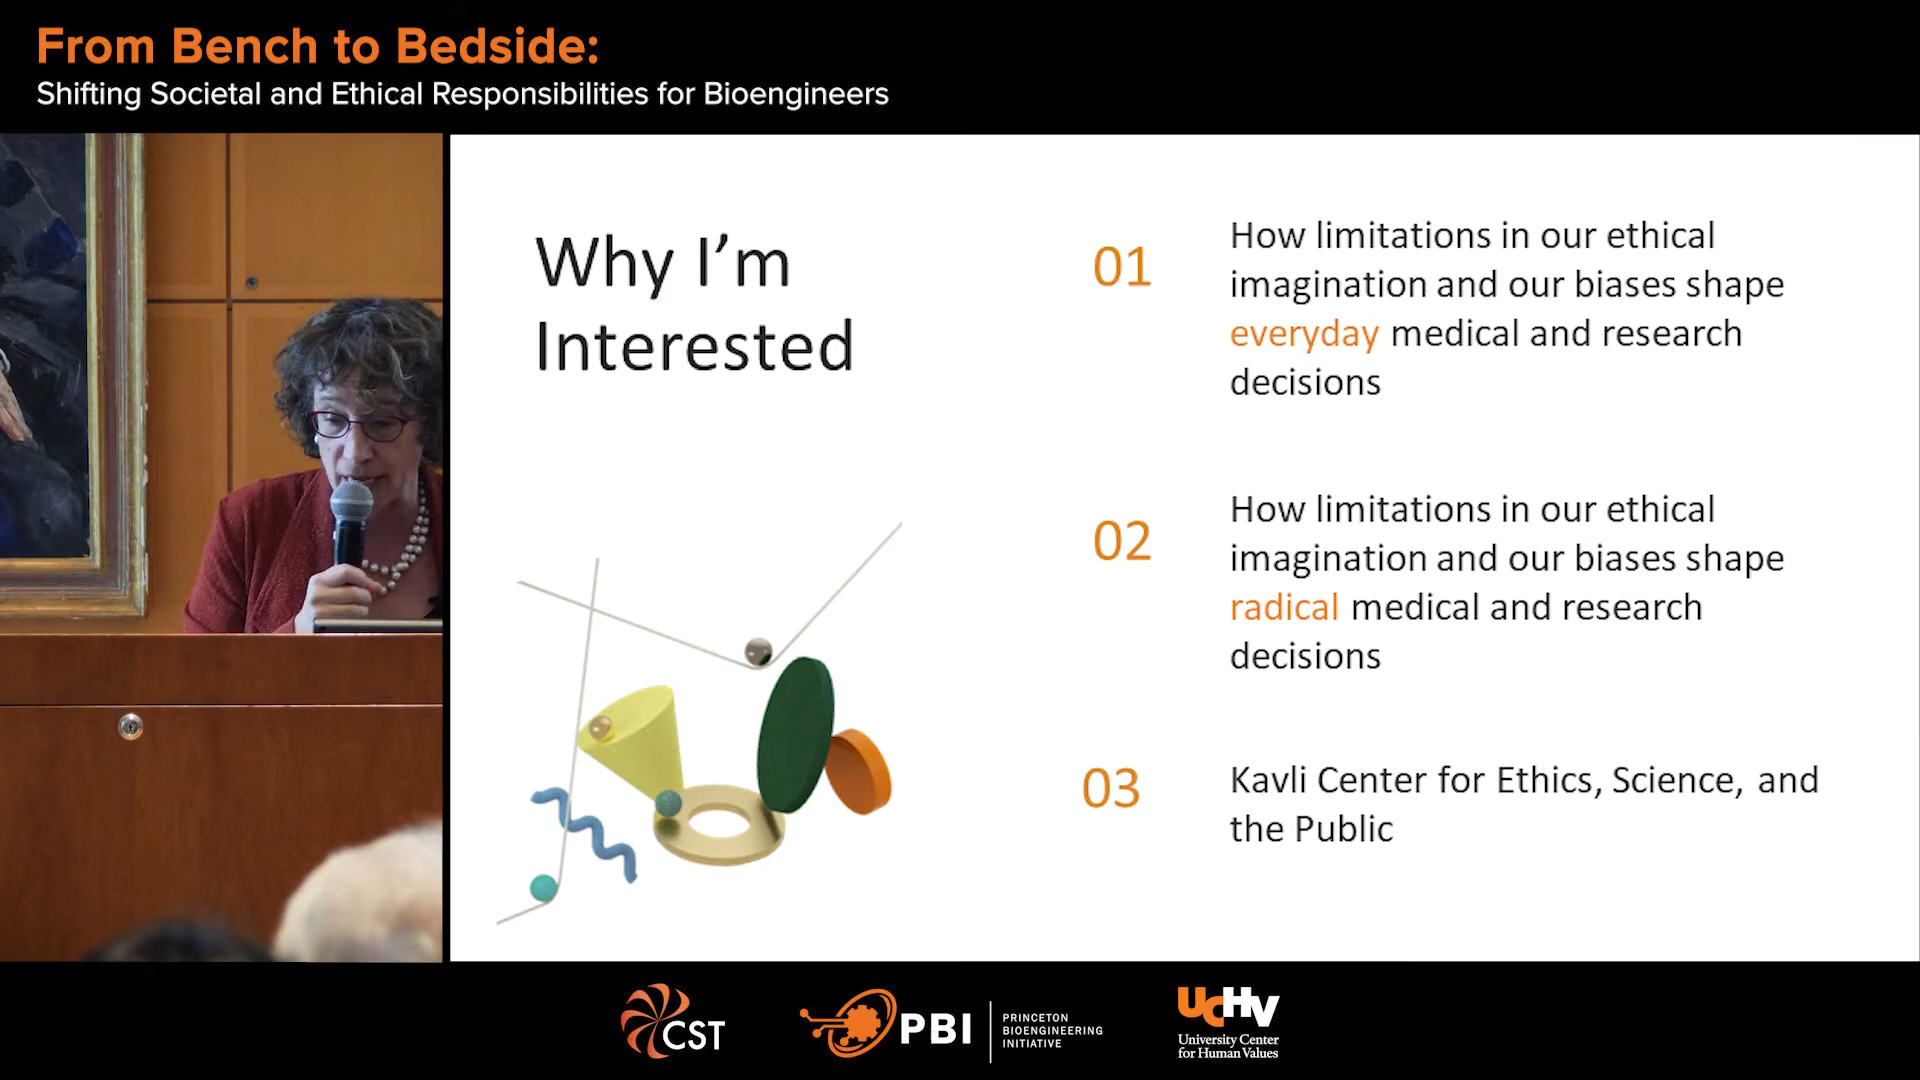 From Bench to Bedside:
Shifting Societal and Ethical Responsibilities for Bioengineers
Why I'm
Interested
01
How limitations in our ethical
imagination and our biases shape
everyday medical and research
decisions
02
How limitations in our ethical
imagination and our biases shape
radical medical and research
decisions
03
Kavli Center for Ethics, Science, and
the Public
CST
PBI
PRINCETON
BIOENGINEERING
INITIATIVE
UCHV
University Center
for Human Values